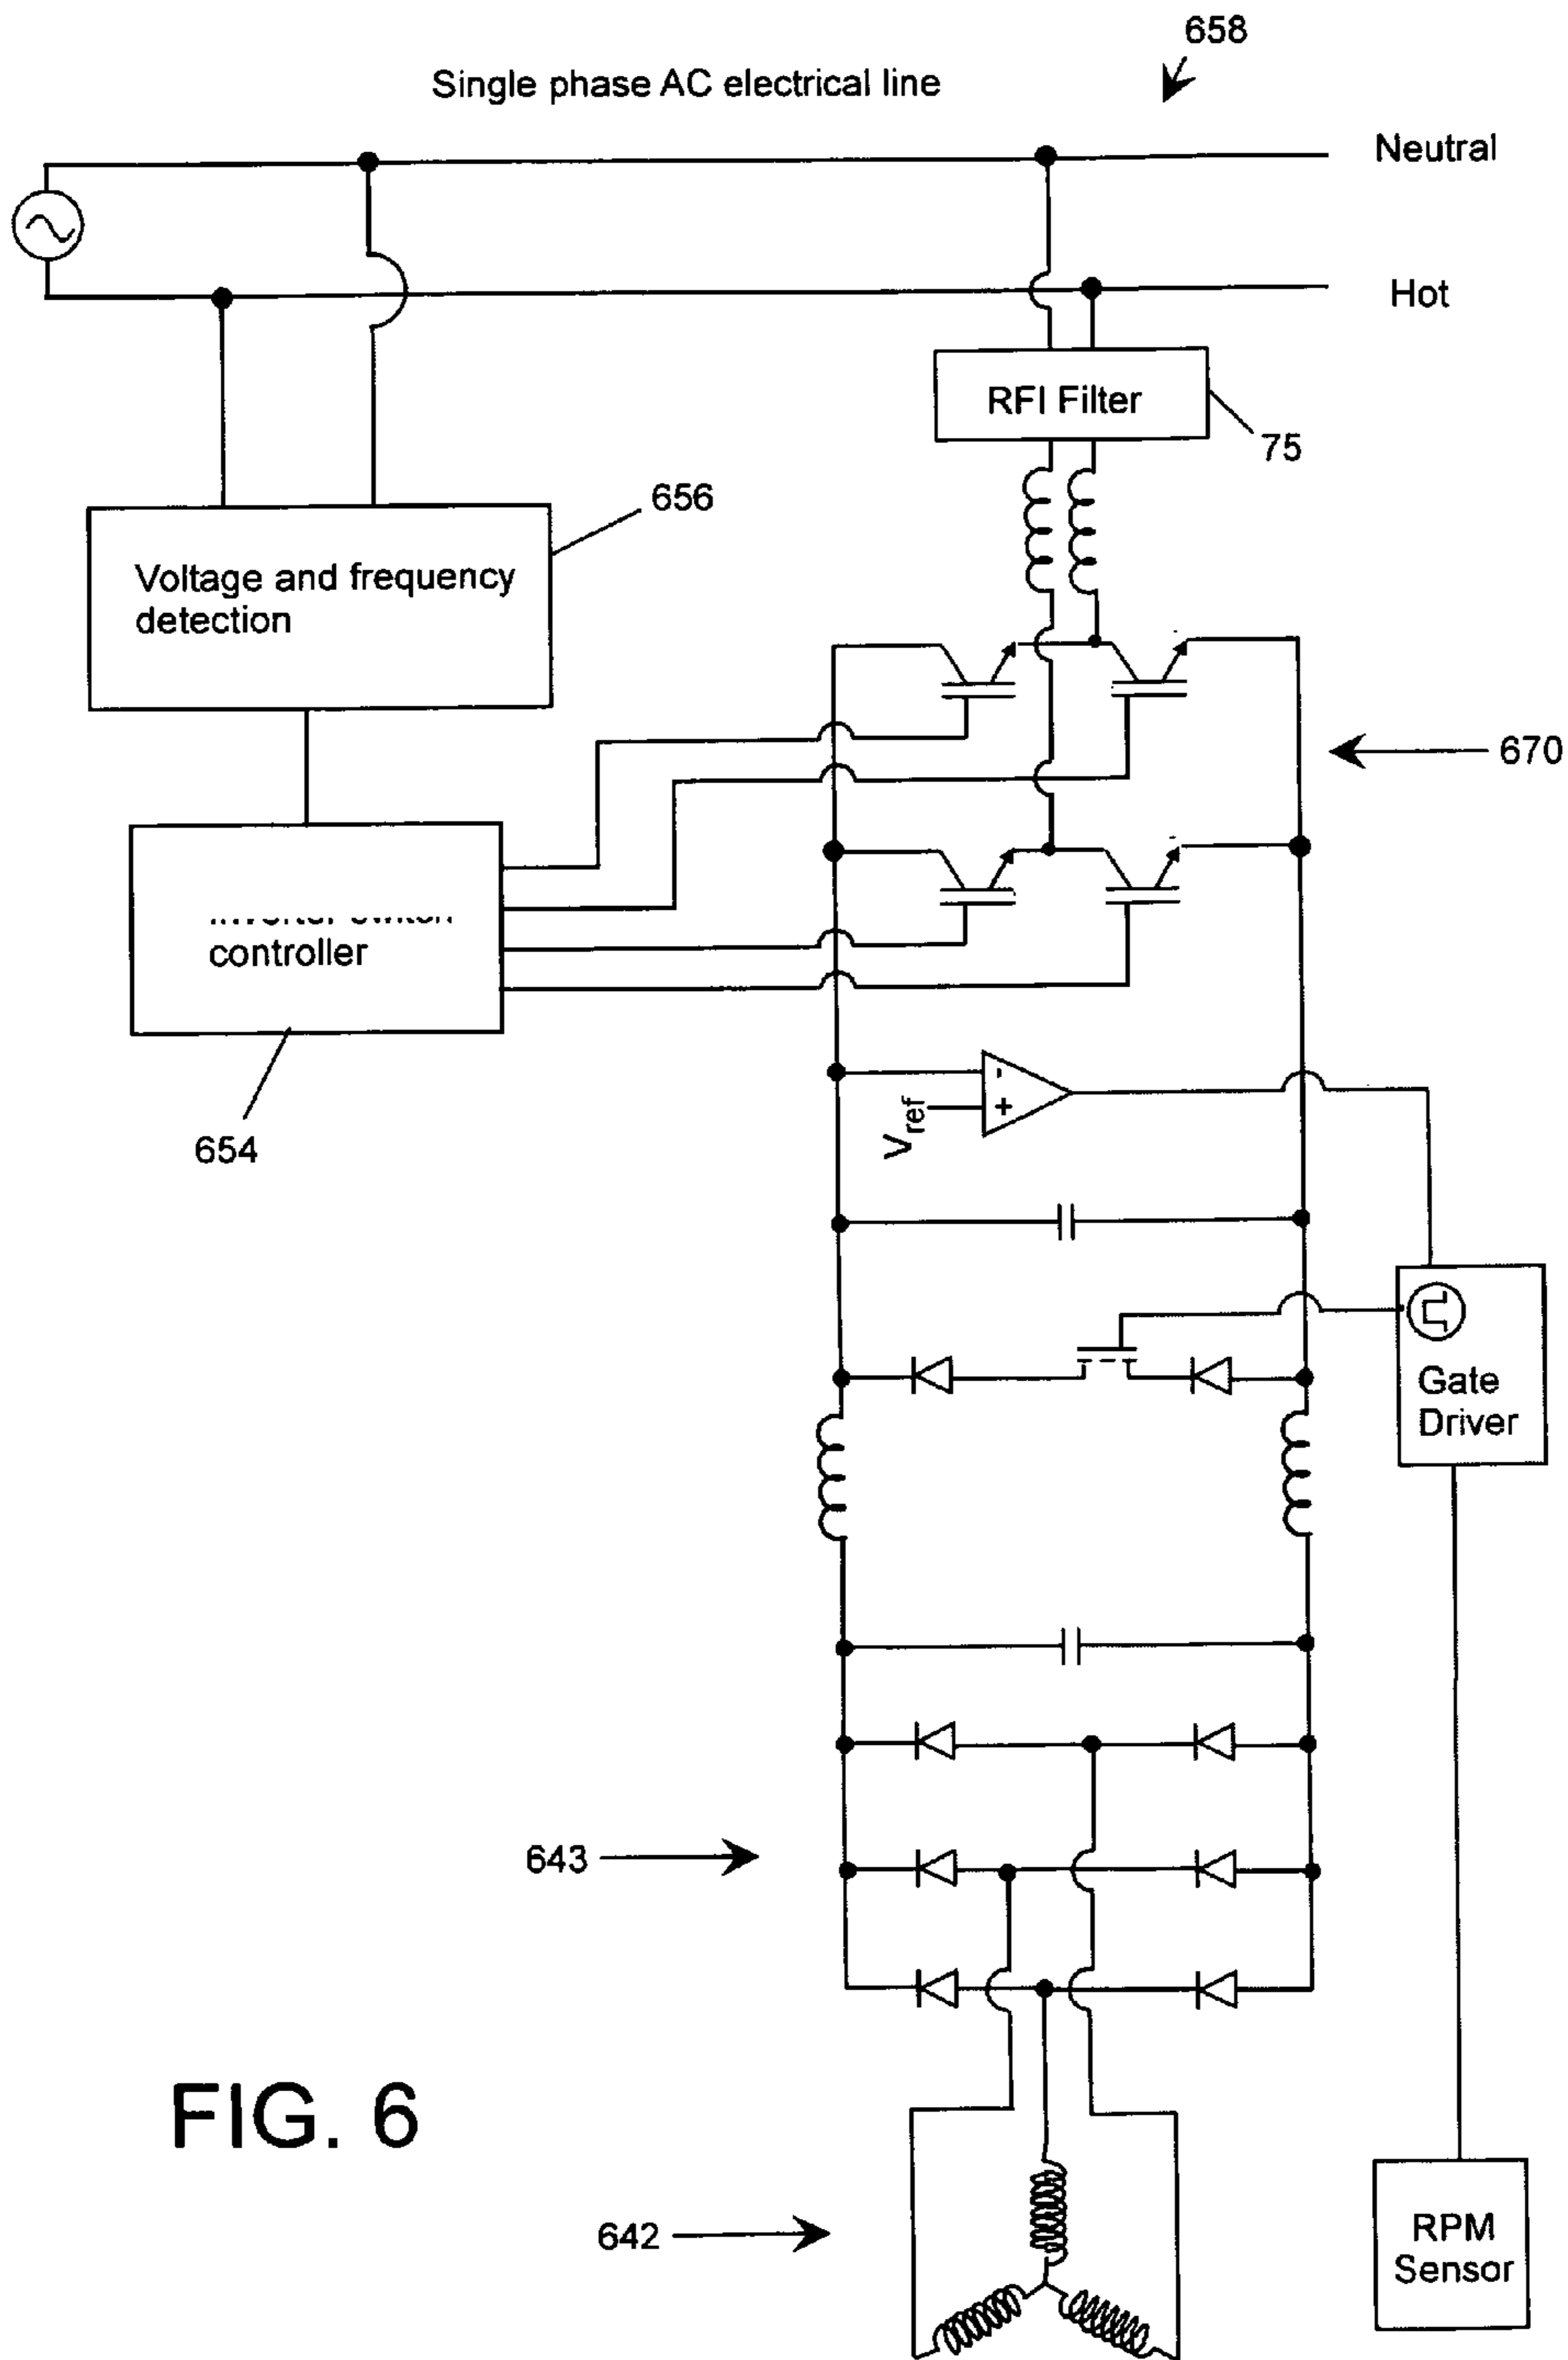 658
Single phase AC electrical line
Neutral
Hot
RFI Filter
75
656
Voltage and frequency
detection
670
controller
654
-
+
Vref
Gate
Driver
643
642
RPM
Sensor
FIG. 6